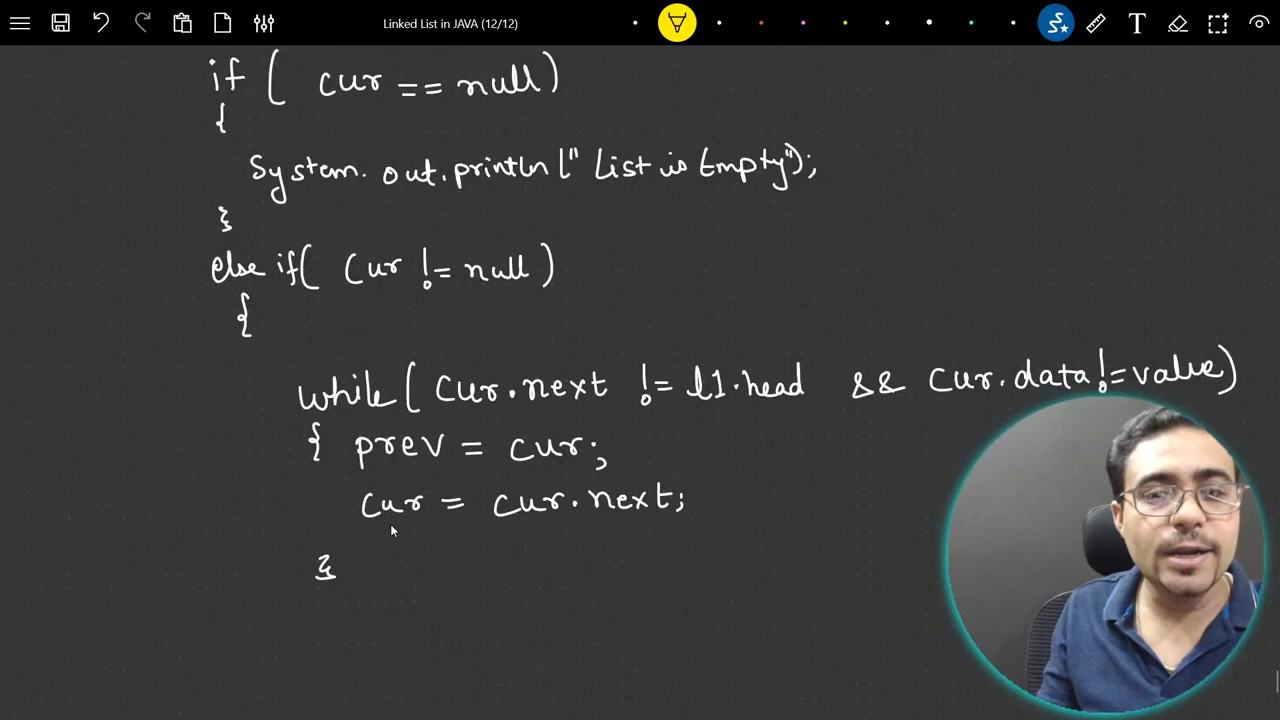 Linked List in JAVA (12/12)
T
if ( cur == null)
{
System.out.println(" List is Empty");
}
else if( cur != null)
{
while( cur.next != l1.head && cur.data != value)
{ prev = cur;
cur = cur.next;
}